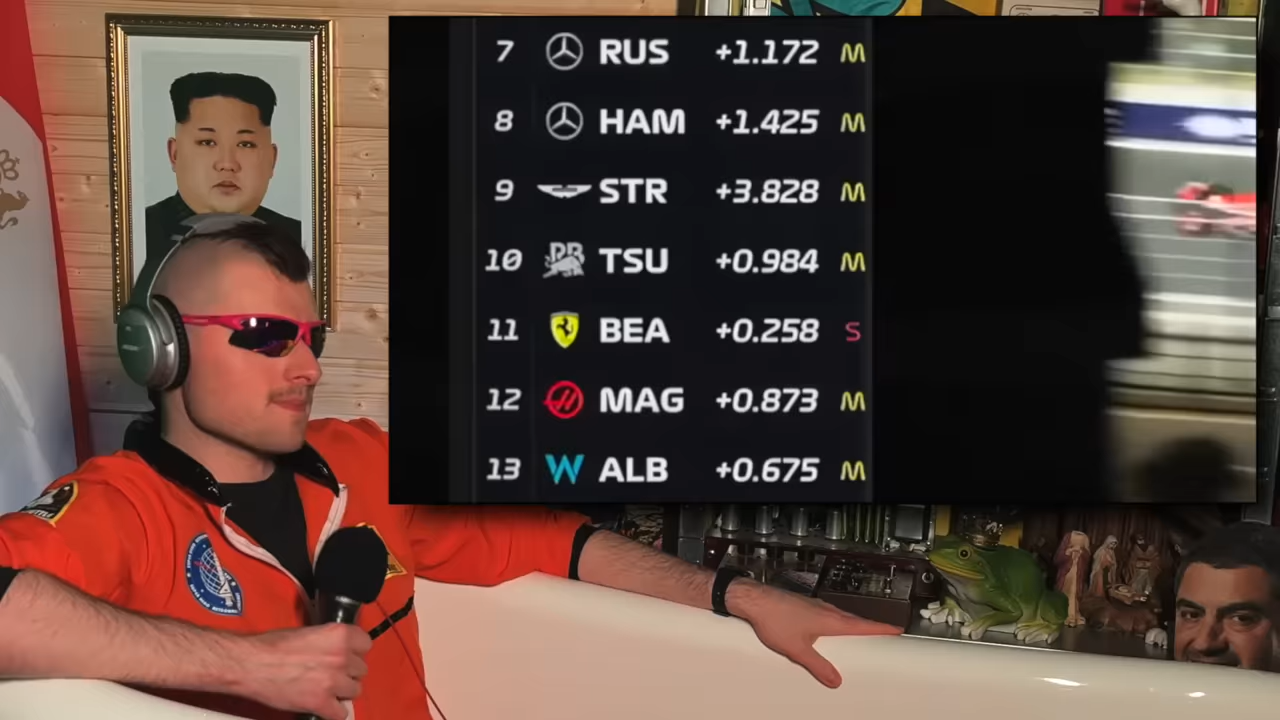 7 RUS +1.172 M
8 HAM +1.425 M
9 STR +3.828 M
10 TSU +0.984 M
11 BEA +0.258 S
12 MAG +0.873 M
13 ALB +0.675 M